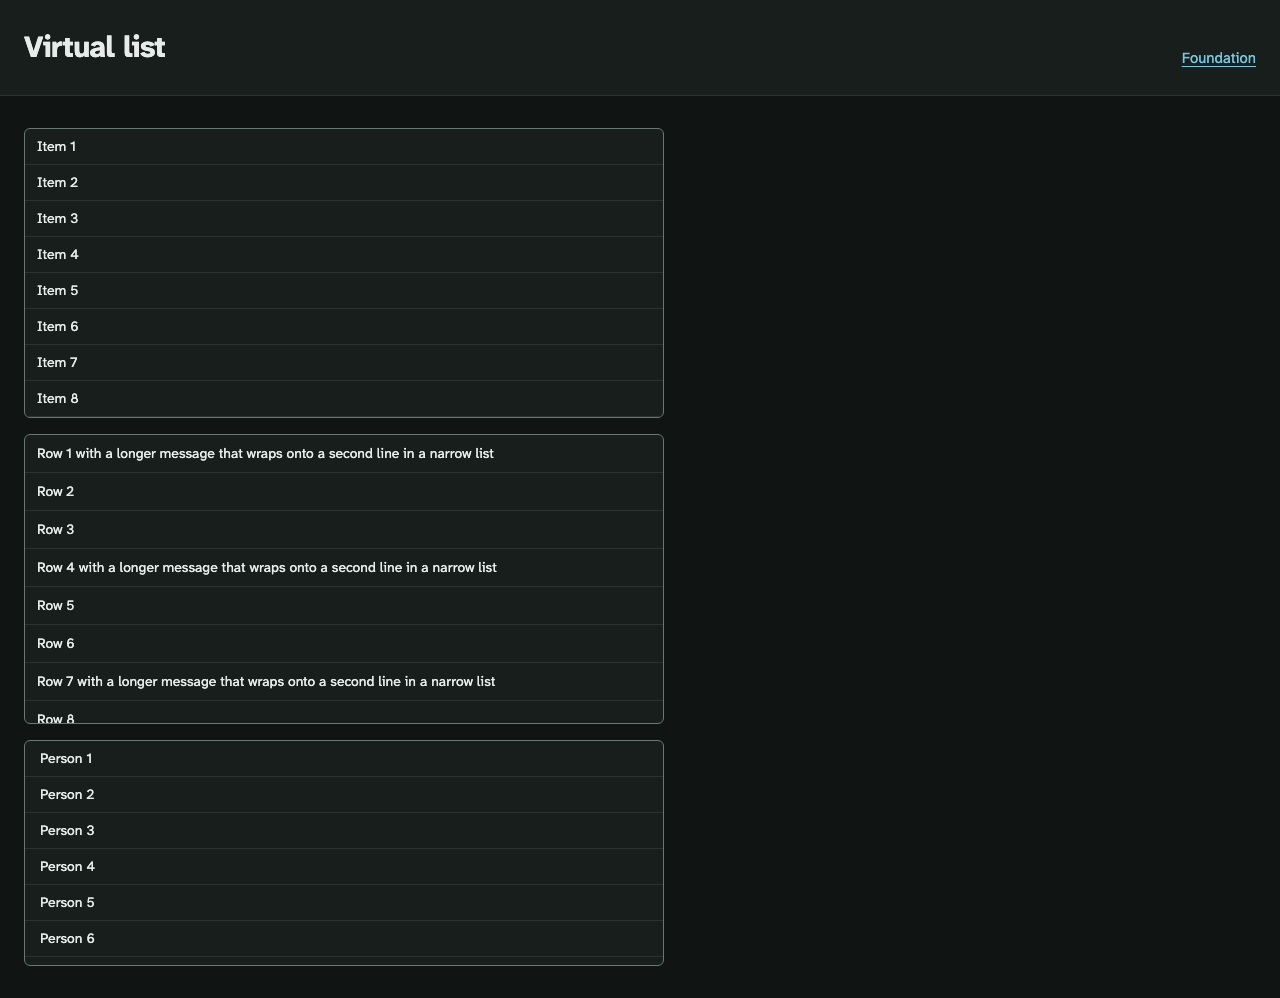 Virtual list
Foundation
Item 1
Item 2
Item 3
Item 4
Item 5
Item 6
Item 7
Item 8
Row 1 with a longer message that wraps onto a second line in a narrow list
Row 2
Row 3
Row 4 with a longer message that wraps onto a second line in a narrow list
Row 5
Row 6
Row 7 with a longer message that wraps onto a second line in a narrow list
Row 8
Person 1
Person 2
Person 3
Person 4
Person 5
Person 6